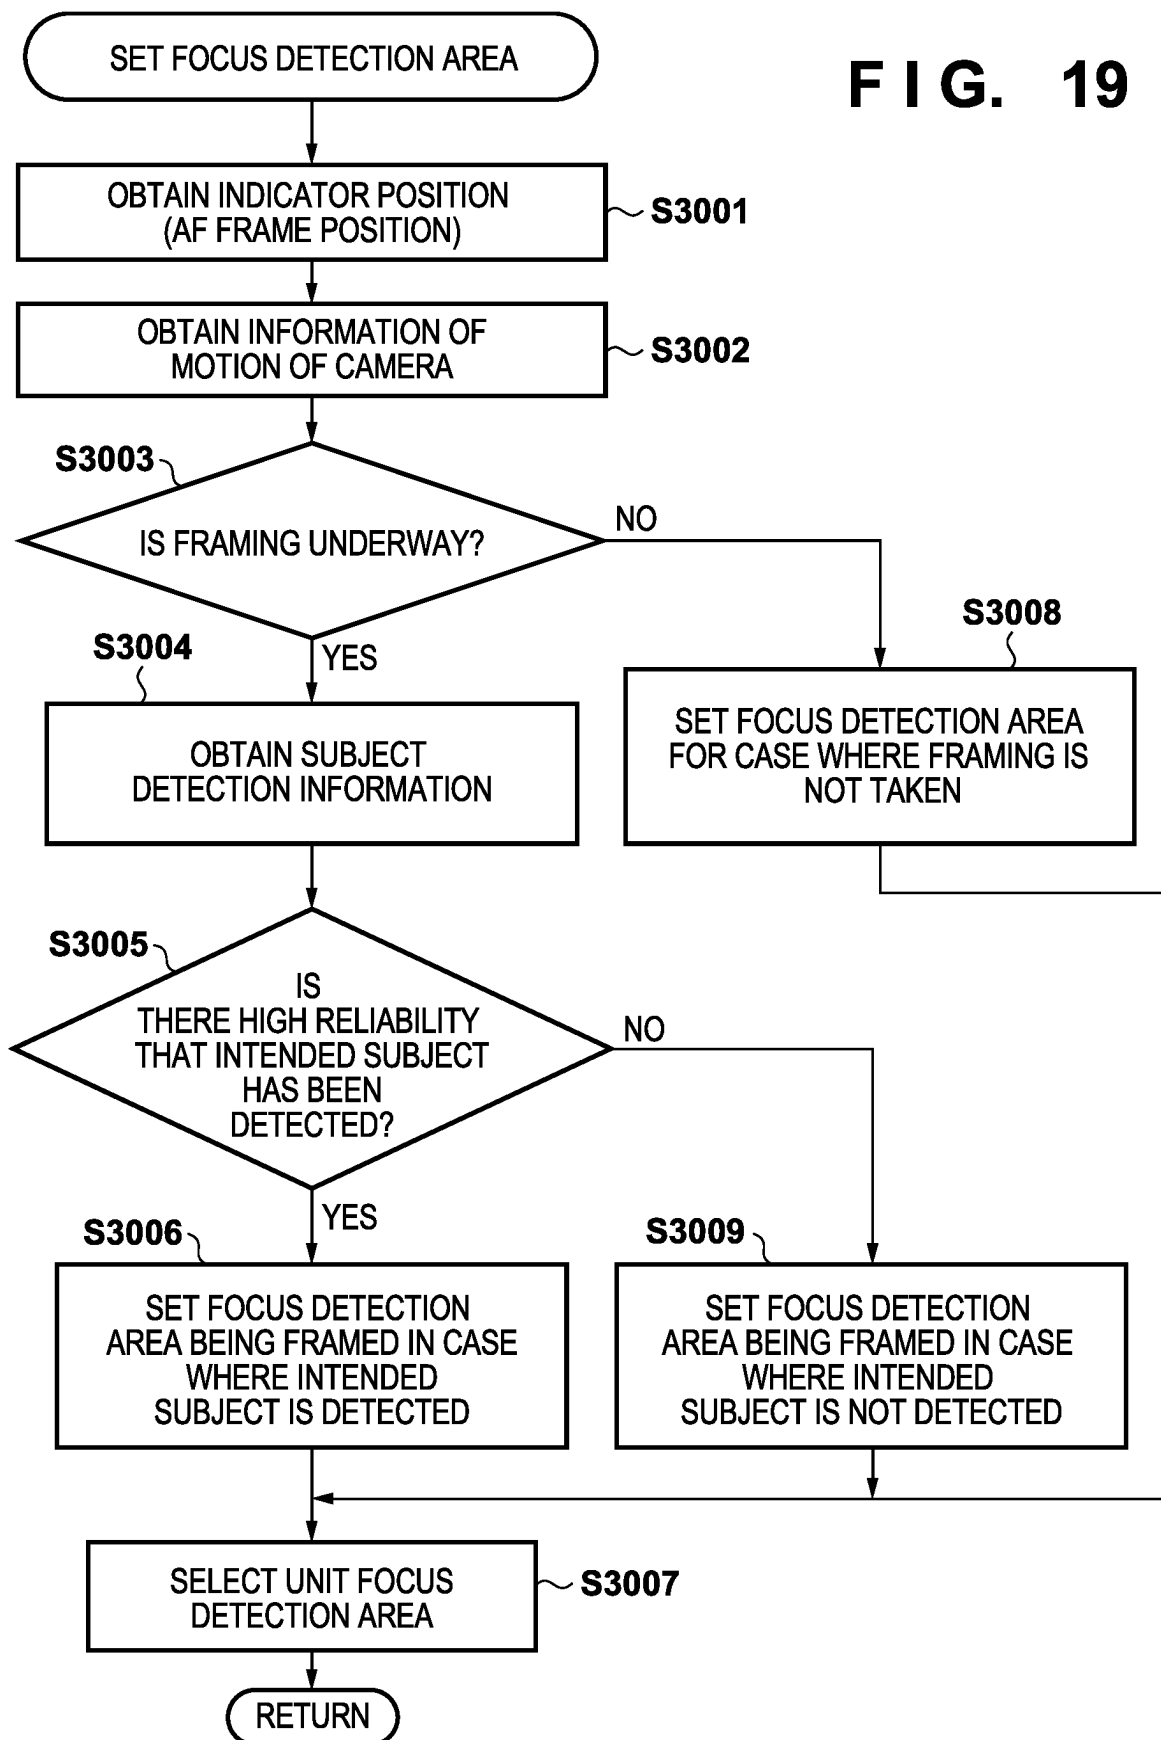 SET FOCUS DETECTION AREA
FIG. 19
OBTAIN INDICATOR POSITION
(AF FRAME POSITION)
S3001
OBTAIN INFORMATION OF
MOTION OF CAMERA
S3002
S3003
IS FRAMING UNDERWAY?
NO
YES
S3008
SET FOCUS DETECTION AREA
FOR CASE WHERE FRAMING IS
NOT TAKEN
S3004
OBTAIN SUBJECT
DETECTION INFORMATION
S3005
IS
THERE HIGH RELIABILITY
THAT INTENDED SUBJECT
HAS BEEN
DETECTED?
NO
YES
S3006
SET FOCUS DETECTION
AREA BEING FRAMED IN CASE
WHERE INTENDED
SUBJECT IS DETECTED
S3009
SET FOCUS DETECTION
AREA BEING FRAMED IN CASE
WHERE INTENDED
SUBJECT IS NOT DETECTED
SELECT UNIT FOCUS
DETECTION AREA
S3007
RETURN